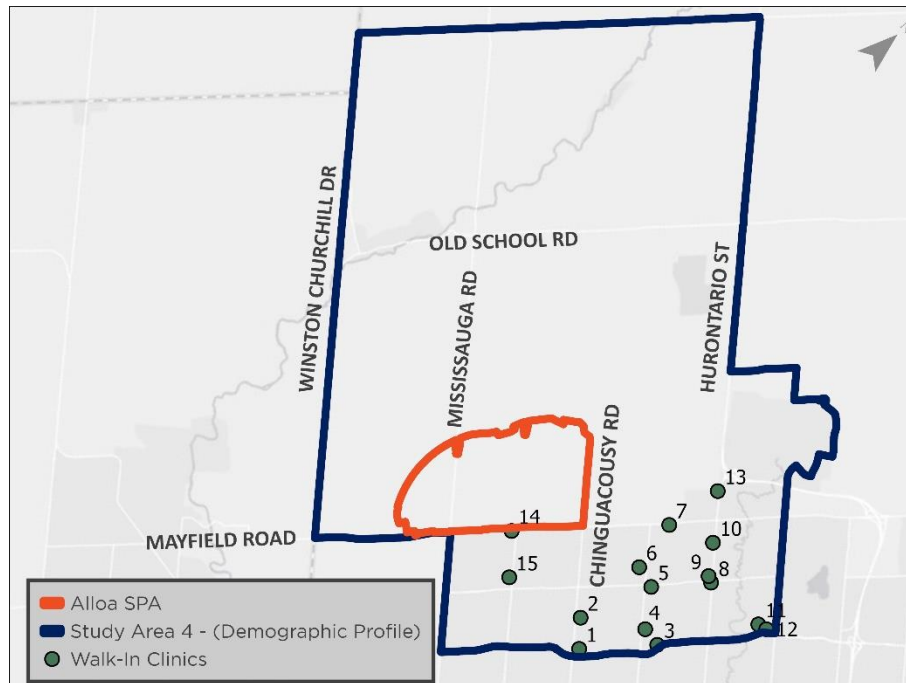 WINSTON CHURCHILL DR
OLD SCHOOL RD
MISSISSAUGA RD
HURONTARIO ST
CHINGUACOUSY RD
MAYFIELD ROAD
13
7
14
10
6
9
8
15
5
2
4
11
12
1
3
Alloa SPA
Study Area 4 - (Demographic Profile)
Walk-In Clinics